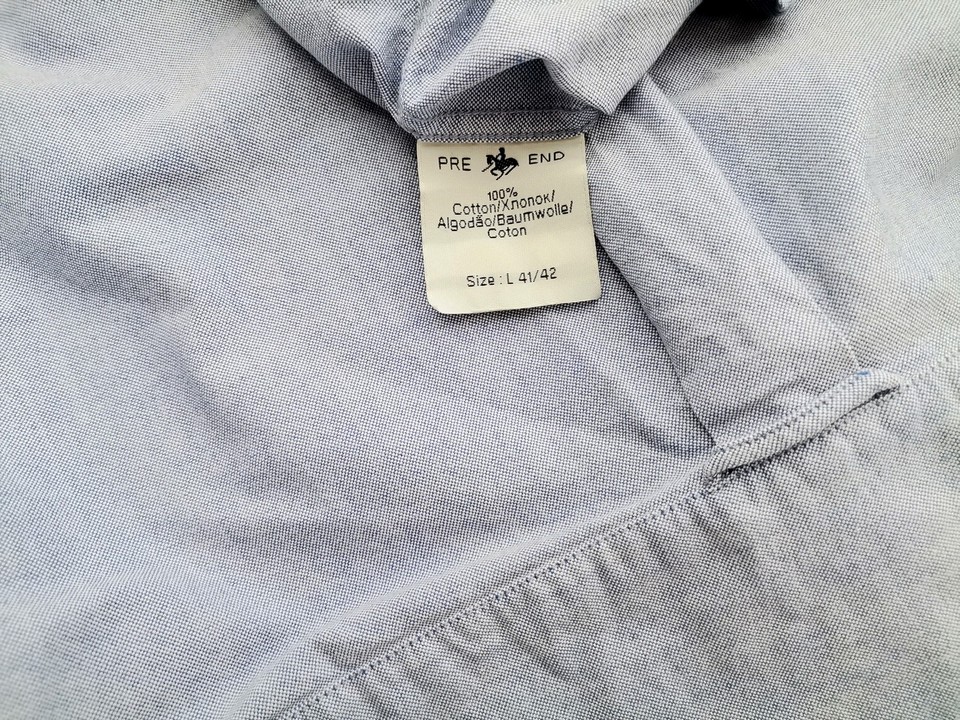 PRE END
100%
Cotton/Хлопок/
Algodão/Baumwolle/
Coton
Size : L 41/42